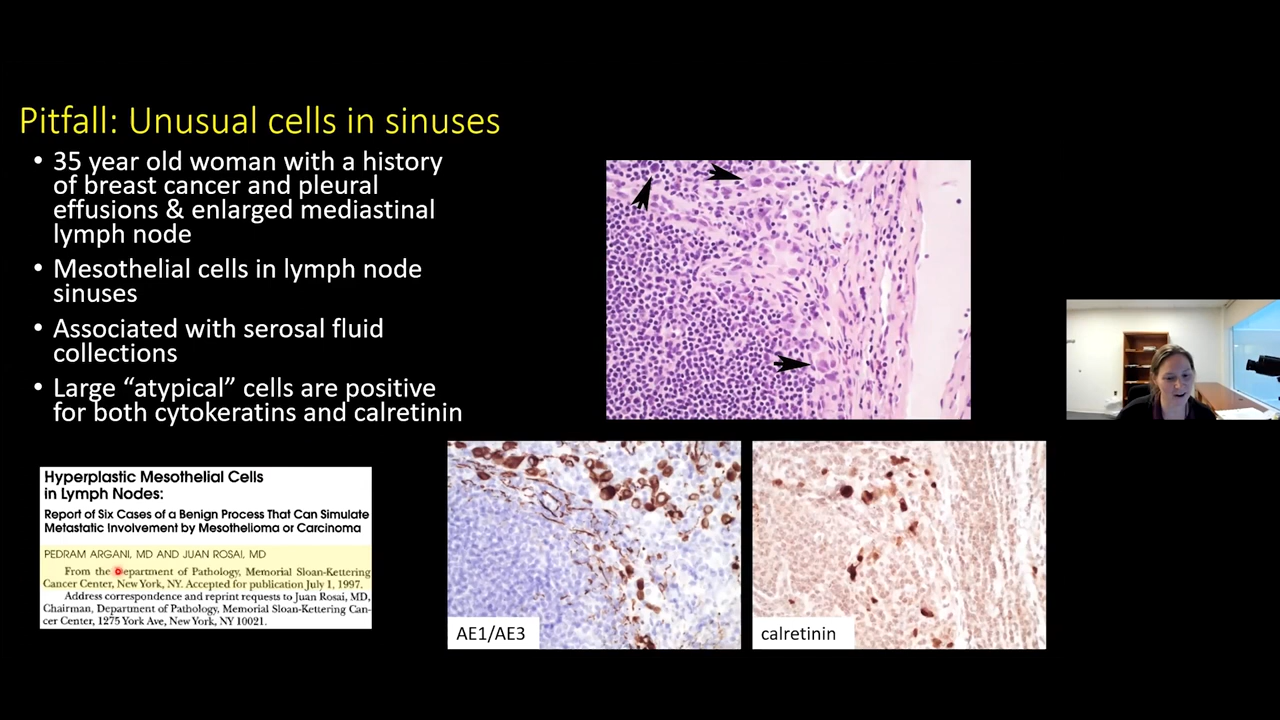 Pitfall: Unusual cells in sinuses
• 35 year old woman with a history
of breast cancer and pleural
effusions & enlarged mediastinal
lymph node
• Mesothelial cells in lymph node
sinuses
• Associated with serosal fluid
collections
• Large “atypical” cells are positive
for both cytokeratins and calretinin
Hyperplastic Mesothelial Cells
in Lymph Nodes:
Report of Six Cases of a Benign Process That Can Simulate
Metastatic Involvement by Mesothelioma or Carcinoma
PEDRAM ARGANI, MD AND JUAN ROSAI, MD
From the Department of Pathology, Memorial Sloan-Kettering
Cancer Center, New York, NY. Accepted for publication July 1, 1997.
Address correspondence and reprint requests to Juan Rosai, MD,
Chairman, Department of Pathology, Memorial Sloan-Kettering Can-
cer Center, 1275 York Ave, New York, NY 10021.
AE1/AE3
calretinin